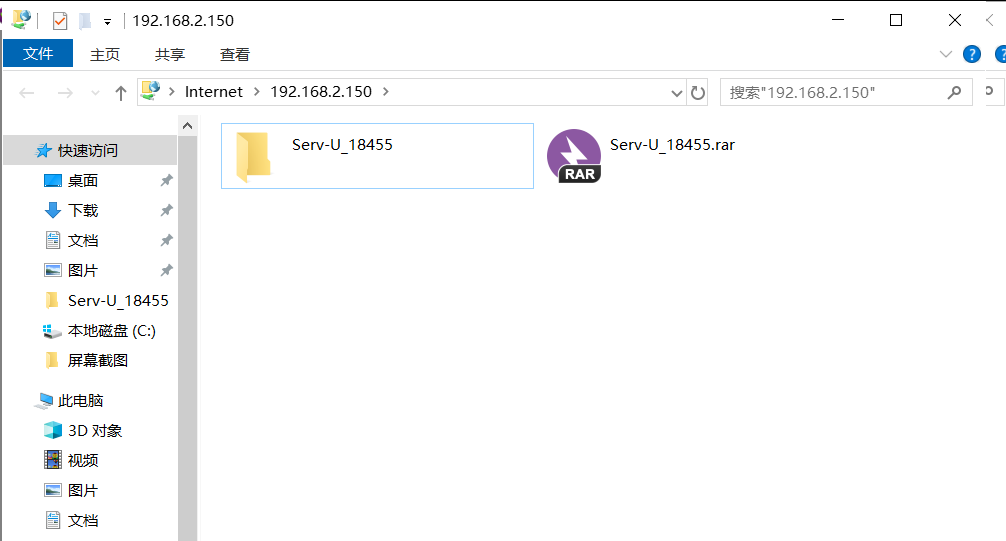 192.168.2.150
文件 主页 共享 查看
Internet 192.168.2.150 搜索"192.168.2.150"
快速访问
桌面
下载
文档
图片
Serv-U_18455
本地磁盘 (C:)
屏幕截图
此电脑
3D 对象
视频
图片
文档
Serv-U_18455
Serv-U_18455.rar
RAR